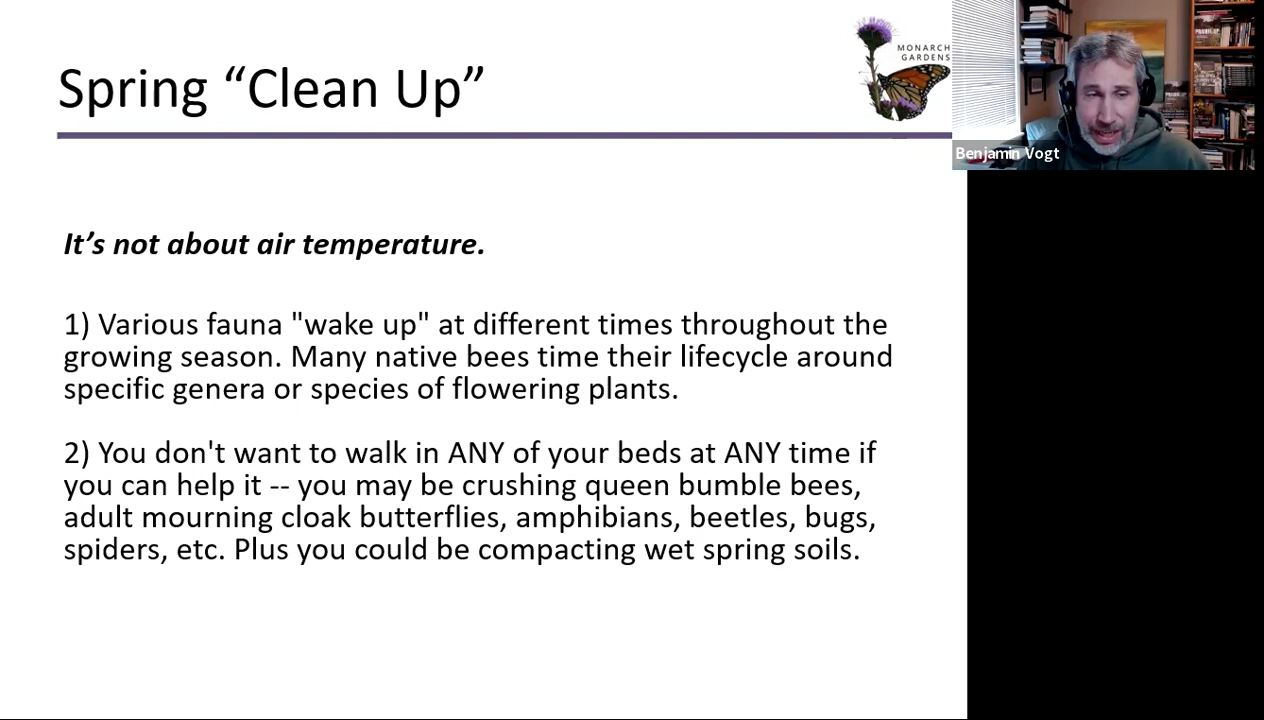 Spring “Clean Up”
MONARCH
GARDENS
Benjamin Vogt
It’s not about air temperature.
1) Various fauna "wake up" at different times throughout the
growing season. Many native bees time their lifecycle around
specific genera or species of flowering plants.
2) You don't want to walk in ANY of your beds at ANY time if
you can help it -- you may be crushing queen bumble bees,
adult mourning cloak butterflies, amphibians, beetles, bugs,
spiders, etc. Plus you could be compacting wet spring soils.